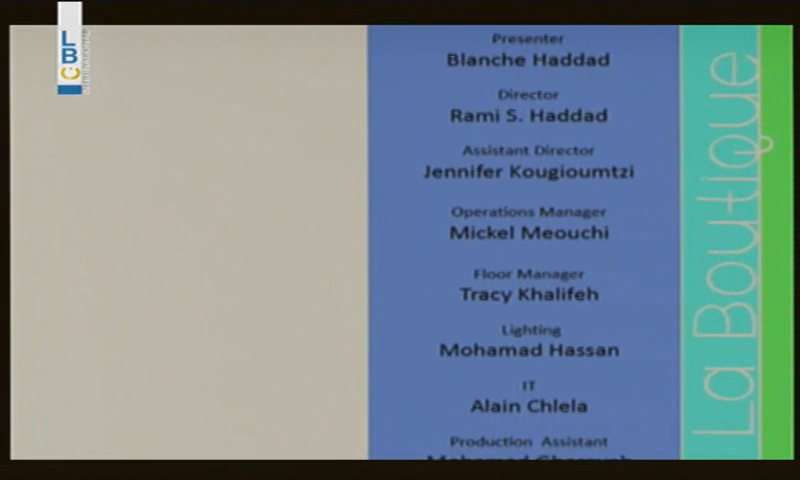 LBC
INTERNATIONAL
Presenter
Blanche Haddad
Director
Rami S. Haddad
Assistant Director
Jennifer Kougioumtzi
Operations Manager
Mickel Meouchi
Floor Manager
Tracy Khalifeh
Lighting
Mohamad Hassan
IT
Alain Chlela
Production Assistant
Mohamad
La Boutique